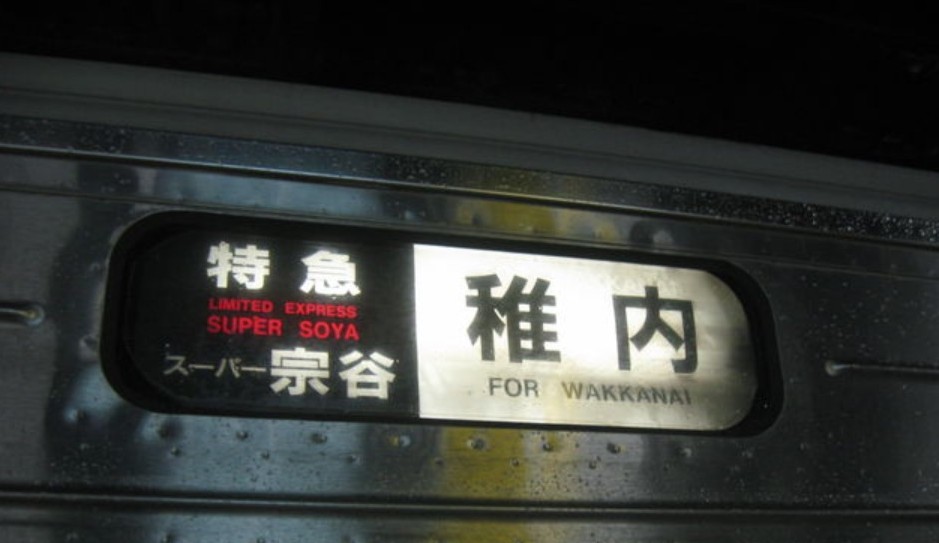 特急
LIMITED EXPRESS
SUPER SOYA
スーパー宗谷
稚内
FOR WAKKANAI